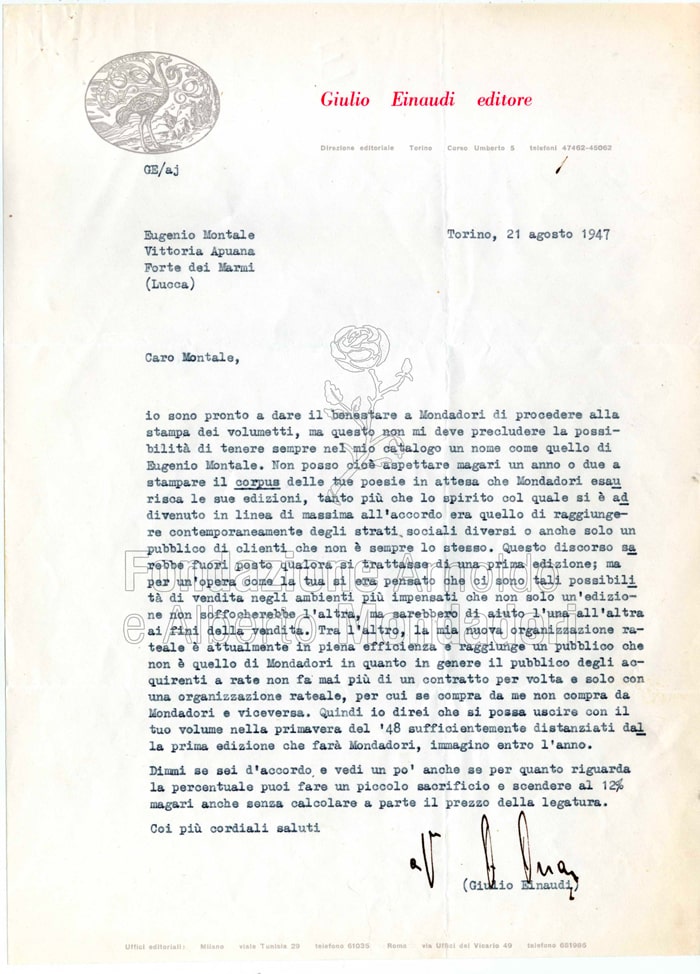 Giulio Einaudi editore
Direzione editoriale Torino Corso Umberto 5 telefoni 47462-45062
GE/aj
Eugenio Montale
Vittoria Apuana
Forte dei Marmi
(Lucca)
Torino, 21 agosto 1947
Caro Montale,
io sono pronto a dare il benestare a Mondadori di procedere alla
stampa dei volumetti, ma questo non mi deve precludere la possi-
bilità di tenere sempre nel mio catalogo un nome come quello di
Eugenio Montale. Non posso cioè aspettare magari un anno o due a
stampare il corpus delle tue poesie in attesa che Mondadori esau
risca le sue edizioni, tanto più che lo spirito col quale si è ad
divenuto in linea di massima all'accordo era quello di raggiunge-
re contemporaneamente degli strati sociali diversi o anche solo un
pubblico di clienti che non è sempre lo stesso. Questo discorso sa
rebbe fuori posto qualora si trattasse di una prima edizione; ma
per un'opera come la tua si era pensato che ci sono tali possibili
tà di vendita negli ambienti più impensati che non solo un'edizio-
ne non soffocherebbe l'altra, ma sarebbero di aiuto l'una all'altra
ai fini della vendita. Tra l'altro, la mia nuova organizzazione ra-
teale è attualmente in piena efficienza e raggiunge un pubblico che
non è quello di Mondadori in quanto in genere il pubblico degli ac-
quirenti a rate non fa mai più di un contratto per volta e solo con
una organizzazione rateale, per cui se compra da me non compra da
Mondadori e viceversa. Quindi io direi che si possa uscire con il
tuo volume nella primavera del '48 sufficientemente distanziati dal
la prima edizione che farà Mondadori, immagino entro l'anno.
Dimmi se sei d'accordo e vedi un po' anche se per quanto riguarda
la percentuale puoi fare un piccolo sacrificio e scendere al 12%
magari anche senza calcolare a parte il prezzo della legatura.
Coi più cordiali saluti
(Giulio Einaudi)
Uffici editoriali: Milano viale Tunisia 29 telefono 61035 Roma via Uffici del Vicario 49 telefono 681986
Fondazione Arnoldo
e Alberto Mondadori